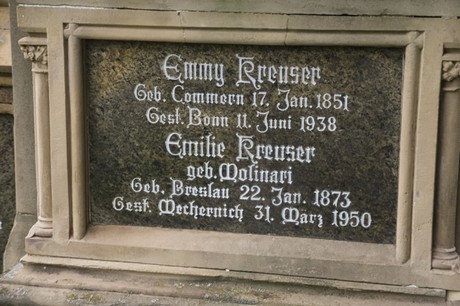 Emmy Kreuser
Geb. Commern 17. Jan. 1851
Gest. Bonn 11. Juni 1938
Emilie Kreuser
geb. Molinari
Geb. Breslau 22. Jan. 1873
Gest. Mechernich 31. März 1950